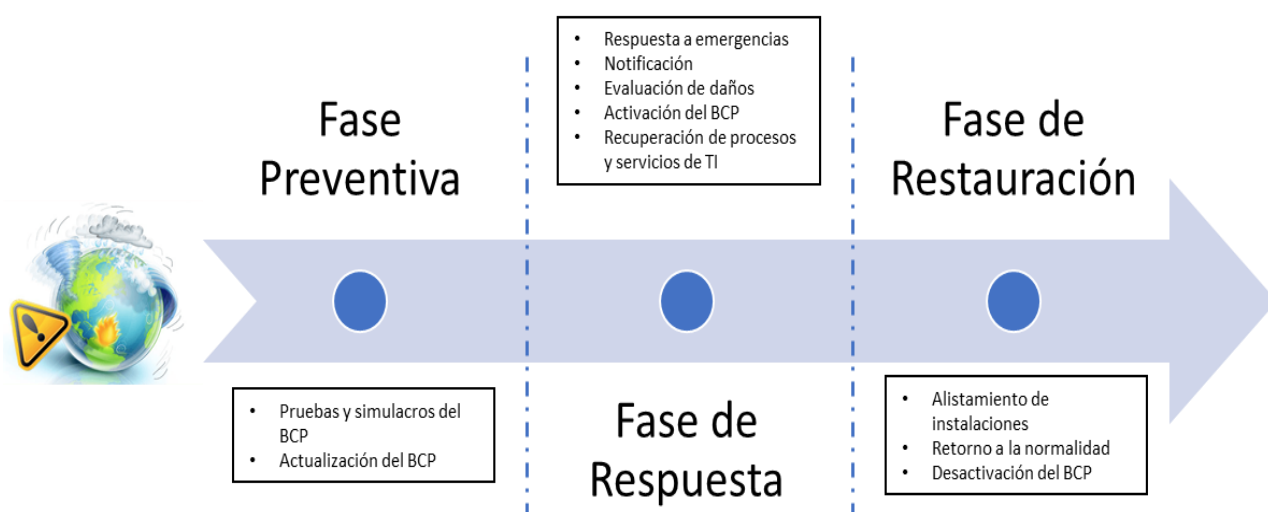 Fase
Preventiva
• Pruebas y simulacros del
BCP
• Actualización del BCP
• Respuesta a emergencias
• Notificación
• Evaluación de daños
• Activación del BCP
• Recuperación de procesos
y servicios de TI
Fase de
Respuesta
Fase de
Restauración
• Alistamiento de
instalaciones
• Retorno a la normalidad
• Desactivación del BCP